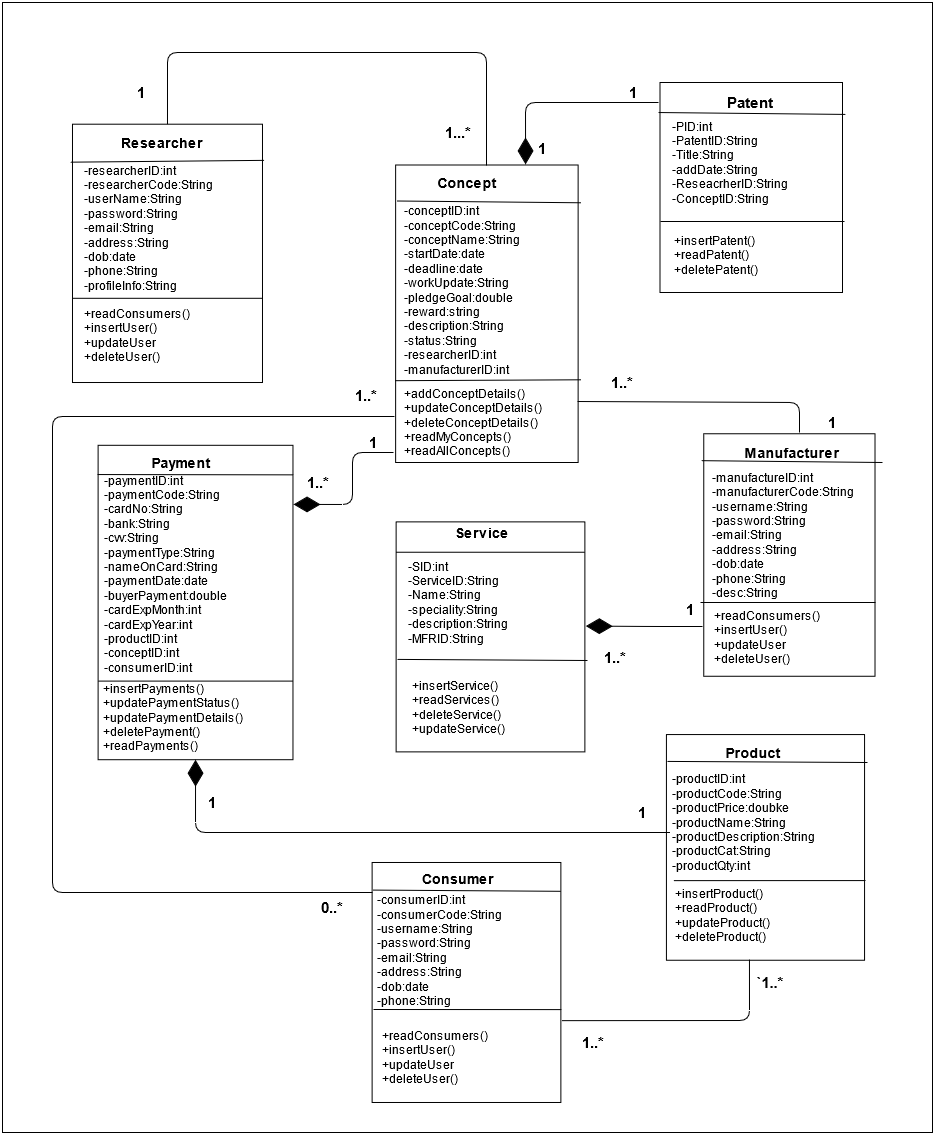 1
1...*
1
1
Researcher
-researcherID:int
-researcherCode:String
-userName:String
-password:String
-email:String
-address:String
-dob:date
-phone:String
-profileInfo:String
+readConsumers()
+insertUser()
+updateUser
+deleteUser()
Concept
-conceptID:int
-conceptCode:String
-conceptName:String
-startDate:date
-deadline:date
-workUpdate:String
-pledgeGoal:double
-reward:string
-description:String
-status:String
-researcherID:int
-manufacturerID:int
+addConceptDetails()
+updateConceptDetails()
+deleteConceptDetails()
+readMyConcepts()
+readAllConcepts()
Patent
-PID:int
-PatentID:String
-Title:String
-addDate:String
-ReseacrherID:String
-ConceptID:String
+insertPatent()
+readPatent()
+deletePatent()
1..*
1..*
1
1
1..*
Payment
-paymentID:int
-paymentCode:String
-cardNo:String
-bank:String
-cvv:String
-paymentType:String
-nameOnCard:String
-paymentDate:date
-buyerPayment:double
-cardExpMonth:int
-cardExpYear:int
-productID:int
-conceptID:int
-consumerID:int
+insertPayments()
+updatePaymentStatus()
+updatePaymentDetails()
+deletePayment()
+readPayments()
Service
-SID:int
-ServiceID:String
-Name:String
-speciality:String
-description:String
-MFRID:String
+insertService()
+readServices()
+deleteService()
+updateService()
Manufacturer
-manufactureID:int
-manufacturerCode:String
-username:String
-password:String
-email:String
-address:String
-dob:date
-phone:String
-desc:String
+readConsumers()
+insertUser()
+updateUser
+deleteUser()
1
1..*
1
1
Product
-productID:int
-productCode:String
-productPrice:doubke
-productName:String
-productDescription:String
-productCat:String
-productQty:int
+insertProduct()
+readProduct()
+updateProduct()
+deleteProduct()
0..*
Consumer
-consumerID:int
-consumerCode:String
-username:String
-password:String
-email:String
-address:String
-dob:date
-phone:String
+readConsumers()
+insertUser()
+updateUser
+deleteUser()
`1..*
1..*